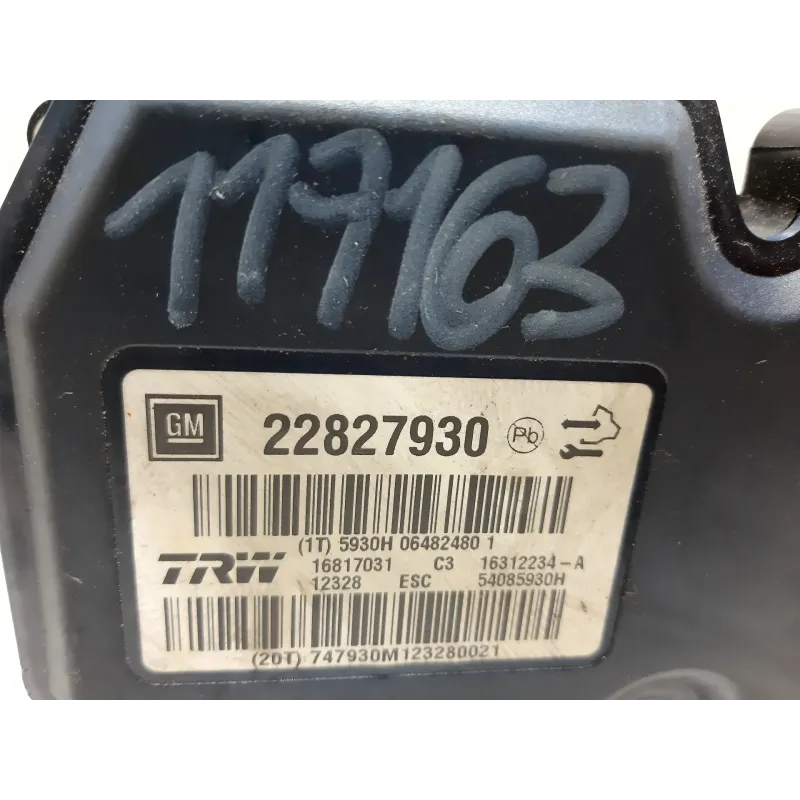 117163
GM 22827930 Pb
(1T) 5930H 06482480 1
TRW 16817031 C3 16312234-A
12328 ESC 54085930H
(20T) 747930M123280021